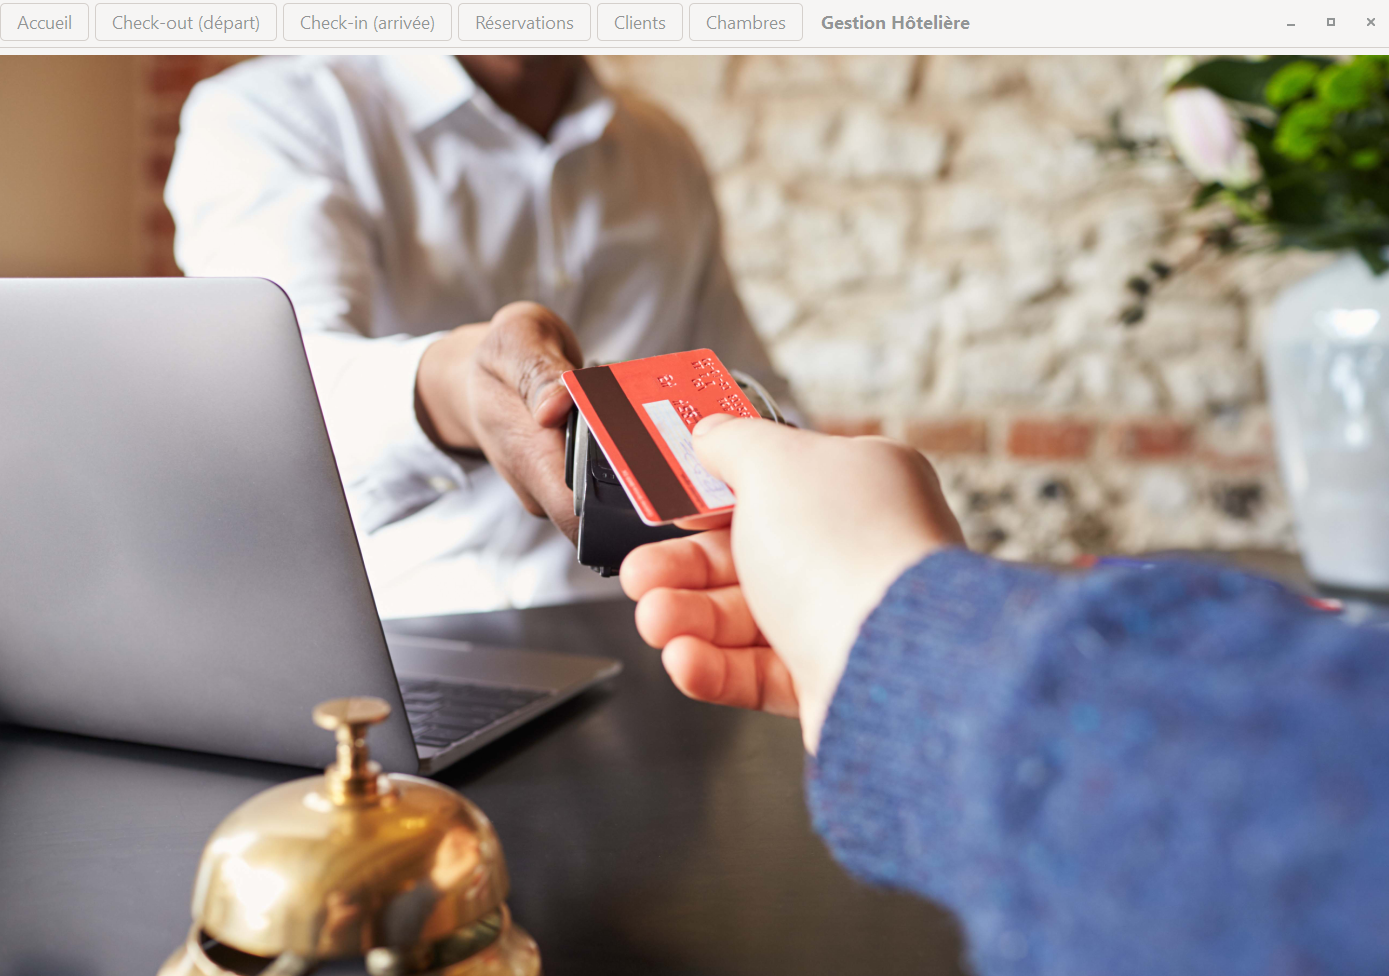 Accueil
Check-out (départ)
Check-in (arrivée)
Réservations
Clients
Chambres
Gestion Hôtelière